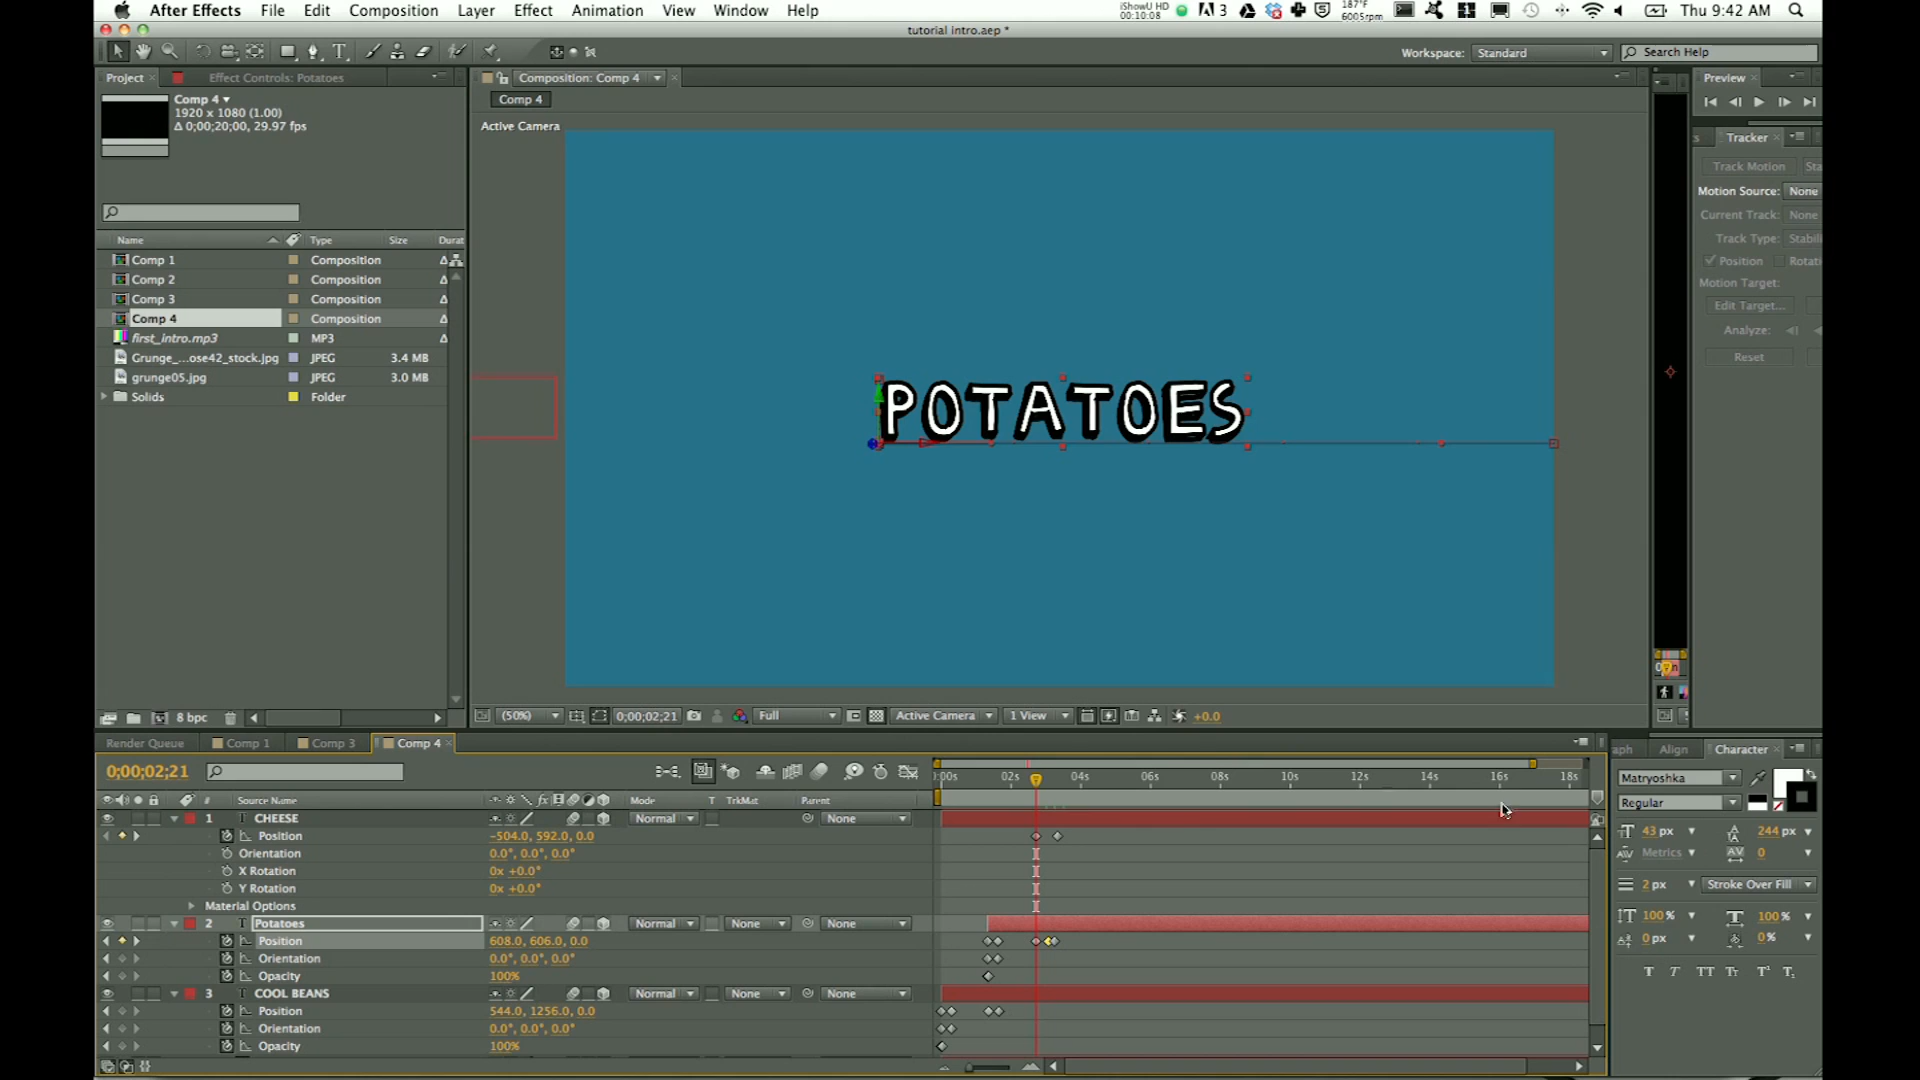 After Effects File Edit Composition Layer Effect Animation View Window Help iShowU HD 00:10:08 3 187°F 6005rpm Thu 9:42 AM
tutorial intro.aep *
Workspace: Standard Search Help
Project Effect Controls: Potatoes Composition: Comp 4 Preview
Comp 4
1920 x 1080 (1.00)
Δ 0;00;20;00, 29.97 fps
Comp 4
Active Camera
Tracker
Track Motion
Motion Source: None
Current Track: None
Track Type: Stabili
Position Rotati
Motion Target:
Edit Target...
Analyze:
Reset
Name Type Size Durat
Comp 1 Composition Δ
Comp 2 Composition Δ
Comp 3 Composition Δ
Comp 4 Composition Δ
first_intro.mp3 MP3 Δ
Grunge_...ose42_stock.jpg JPEG 3.4 MB
grunge05.jpg JPEG 3.0 MB
Solids Folder
POTATOES
8 bpc
(50%) 0;00;02;21 Full Active Camera 1 View +0.0
Render Queue Comp 1 Comp 3 Comp 4
0;00;02;21
):00s 02s 04s 06s 08s 10s 12s 14s 16s 18s
# Source Name Mode T TrkMat Parent
1 T CHEESE Normal None
Position -504.0, 592.0, 0.0
Orientation 0.0°, 0.0°, 0.0°
X Rotation 0x +0.0°
Y Rotation 0x +0.0°
Material Options
2 T Potatoes Normal None None
Position 608.0, 606.0, 0.0
Orientation 0.0°, 0.0°, 0.0°
Opacity 100%
3 T COOL BEANS Normal None None
Position 544.0, 1256.0, 0.0
Orientation 0.0°, 0.0°, 0.0°
Opacity 100%
aph Align Character
Matryoshka
Regular
43 px 244 px
Metrics 0
2 px Stroke Over Fill
100% 100%
0 px 0%
T T TT Tr T¹ T₁